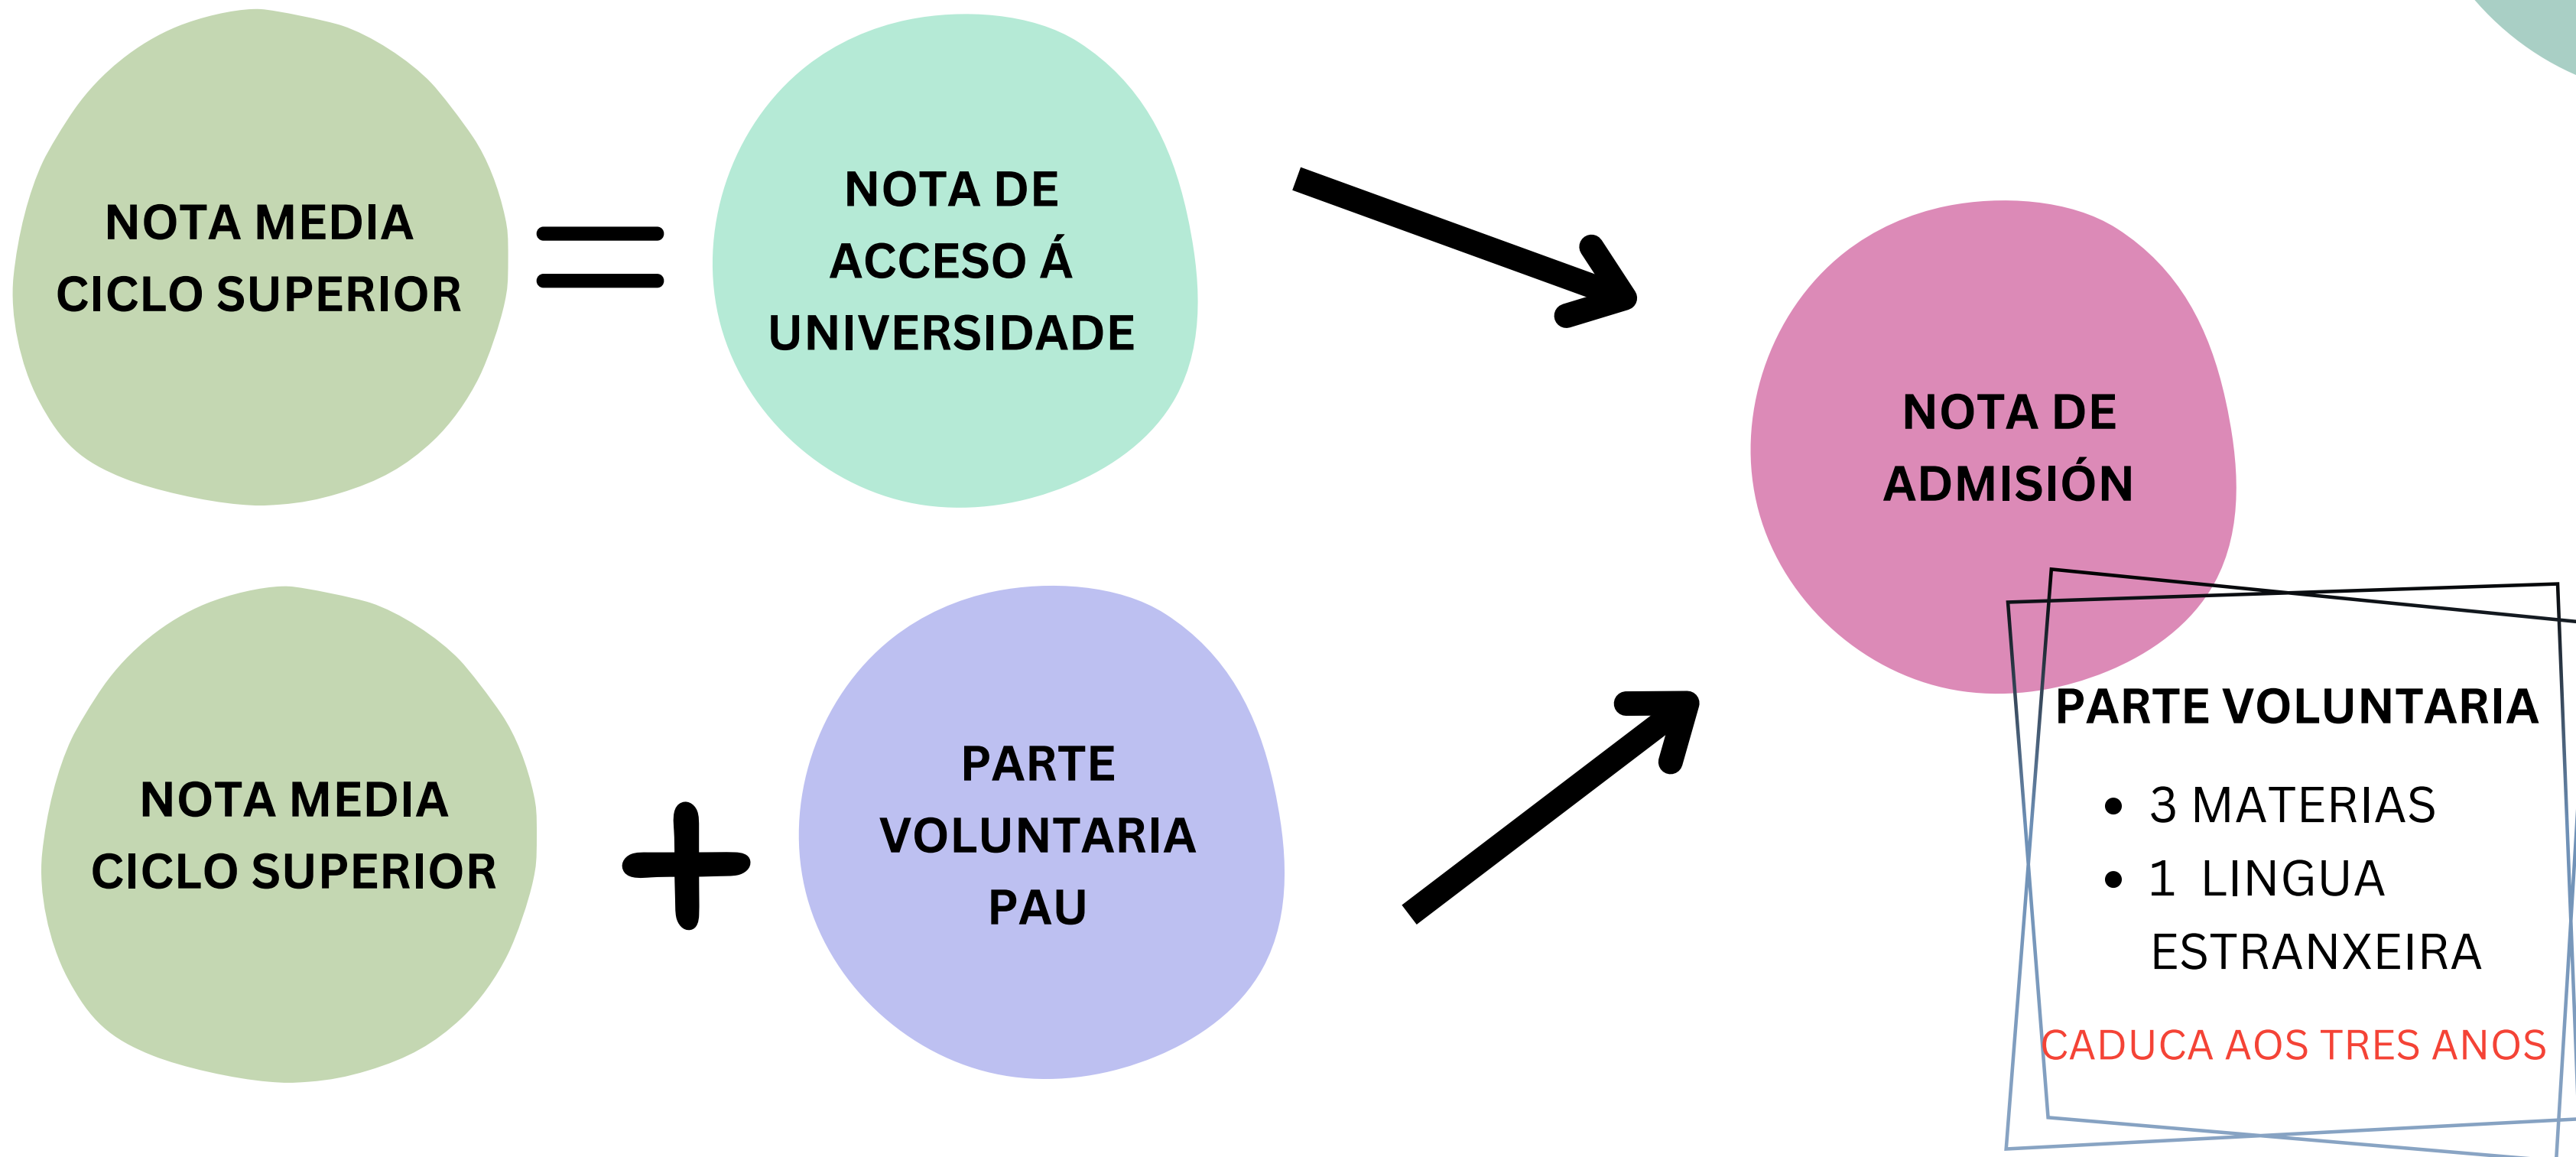 NOTA MEDIA
CICLO SUPERIOR
NOTA DE
ACCESO Á
UNIVERSIDADE
NOTA DE
ADMISIÓN
NOTA MEDIA
CICLO SUPERIOR
PARTE
VOLUNTARIA
PAU
PARTE VOLUNTARIA
• 3 MATERIAS
• 1 LINGUA
ESTRANXEIRA
CADUCA AOS TRES ANOS